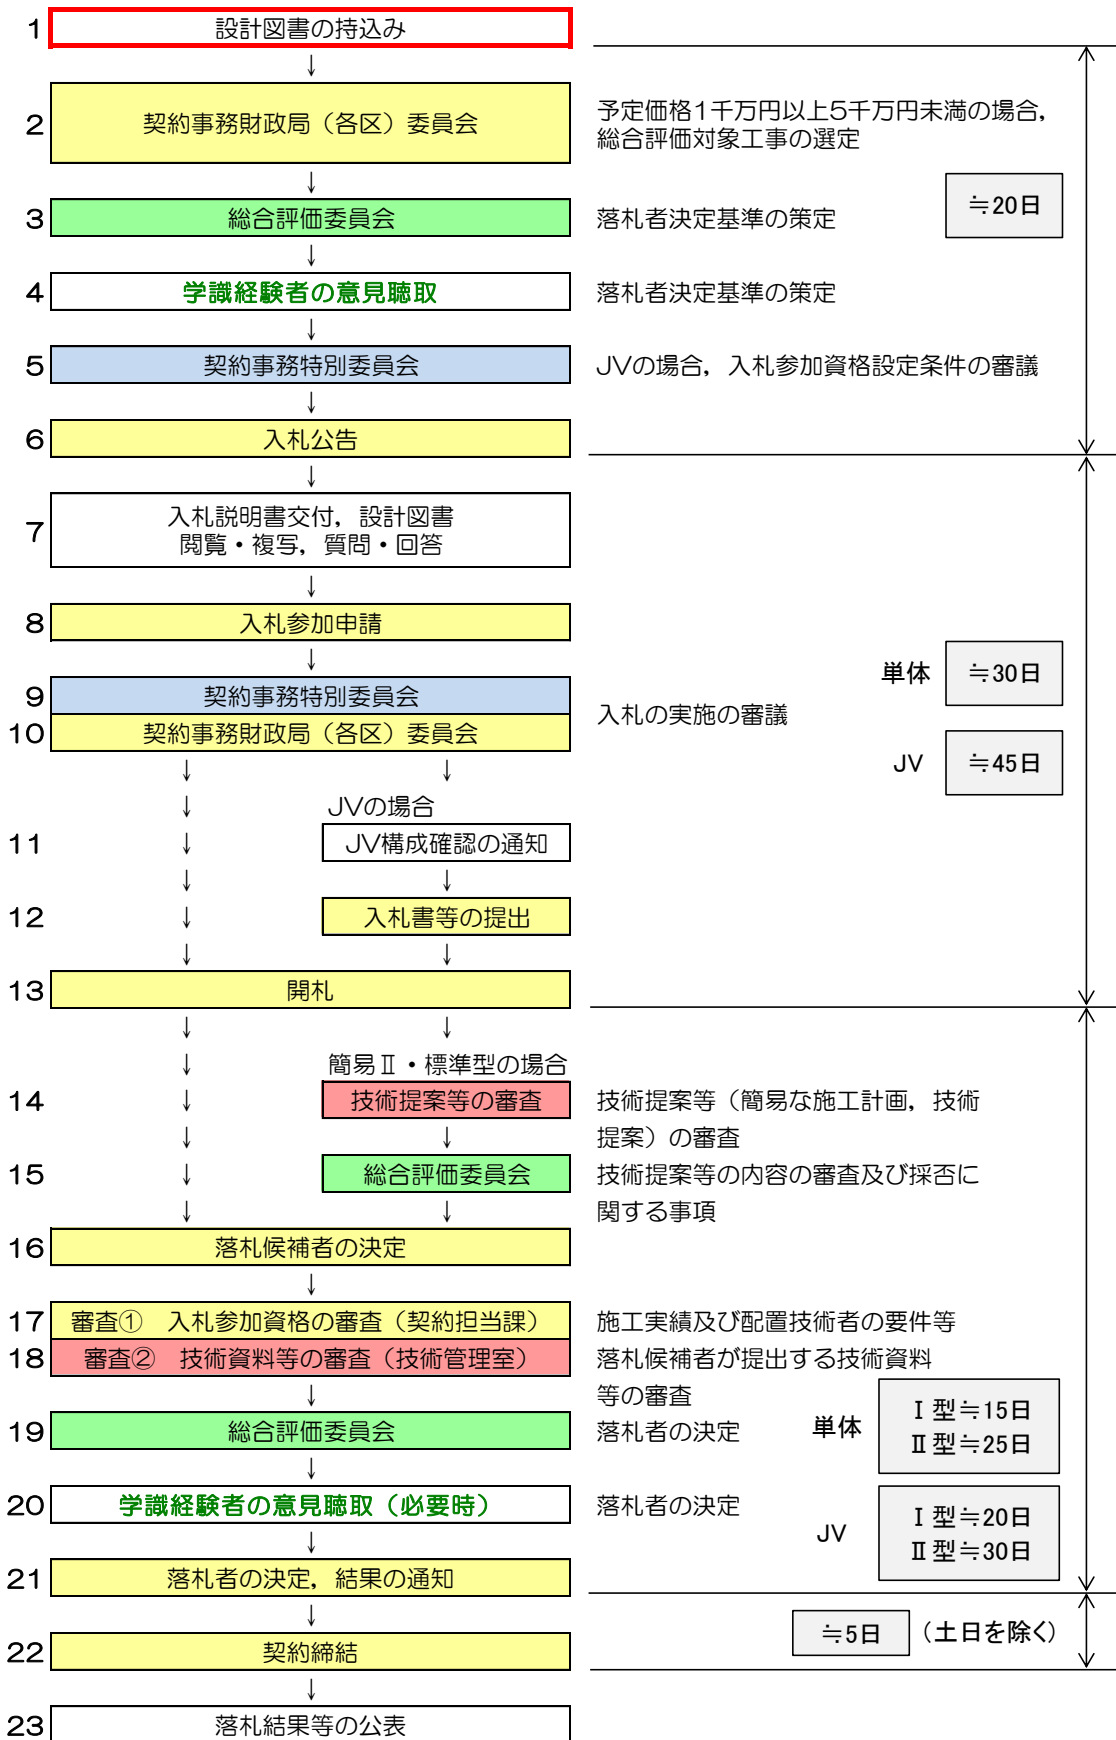 1 設計図書の持込み
↓
2 契約事務財政局（各区）委員会
予定価格1千万円以上5千万円未満の場合，
総合評価対象工事の選定
↓
3 総合評価委員会 落札者決定基準の策定 ≒20日
↓
4 学識経験者の意見聴取 落札者決定基準の策定
↓
5 契約事務特別委員会 JVの場合，入札参加資格設定条件の審議
↓
6 入札公告
↓
7 入札説明書交付，設計図書
閲覧・複写，質問・回答
↓
8 入札参加申請
↓
単体 ≒30日
9 契約事務特別委員会
入札の実施の審議
10 契約事務財政局（各区）委員会
JV ≒45日
↓ ↓
↓ JVの場合
11 ↓ JV構成確認の通知
↓ ↓
12 ↓ 入札書等の提出
↓ ↓
13 開札
↓ ↓
↓ 簡易Ⅱ・標準型の場合
14 ↓ 技術提案等の審査 技術提案等（簡易な施工計画，技術
↓ ↓ 提案）の審査
15 ↓ 総合評価委員会 技術提案等の内容の審査及び採否に
↓ ↓ 関する事項
16 落札候補者の決定
↓
17 審査① 入札参加資格の審査（契約担当課） 施工実績及び配置技術者の要件等
18 審査② 技術資料等の審査（技術管理室） 落札候補者が提出する技術資料
↓ 等の審査
19 総合評価委員会 落札者の決定
単体 Ⅰ型≒15日
Ⅱ型≒25日
↓
20 学識経験者の意見聴取（必要時） 落札者の決定
JV Ⅰ型≒20日
Ⅱ型≒30日
↓
21 落札者の決定，結果の通知
↓
≒5日 （土日を除く）
22 契約締結
↓
23 落札結果等の公表